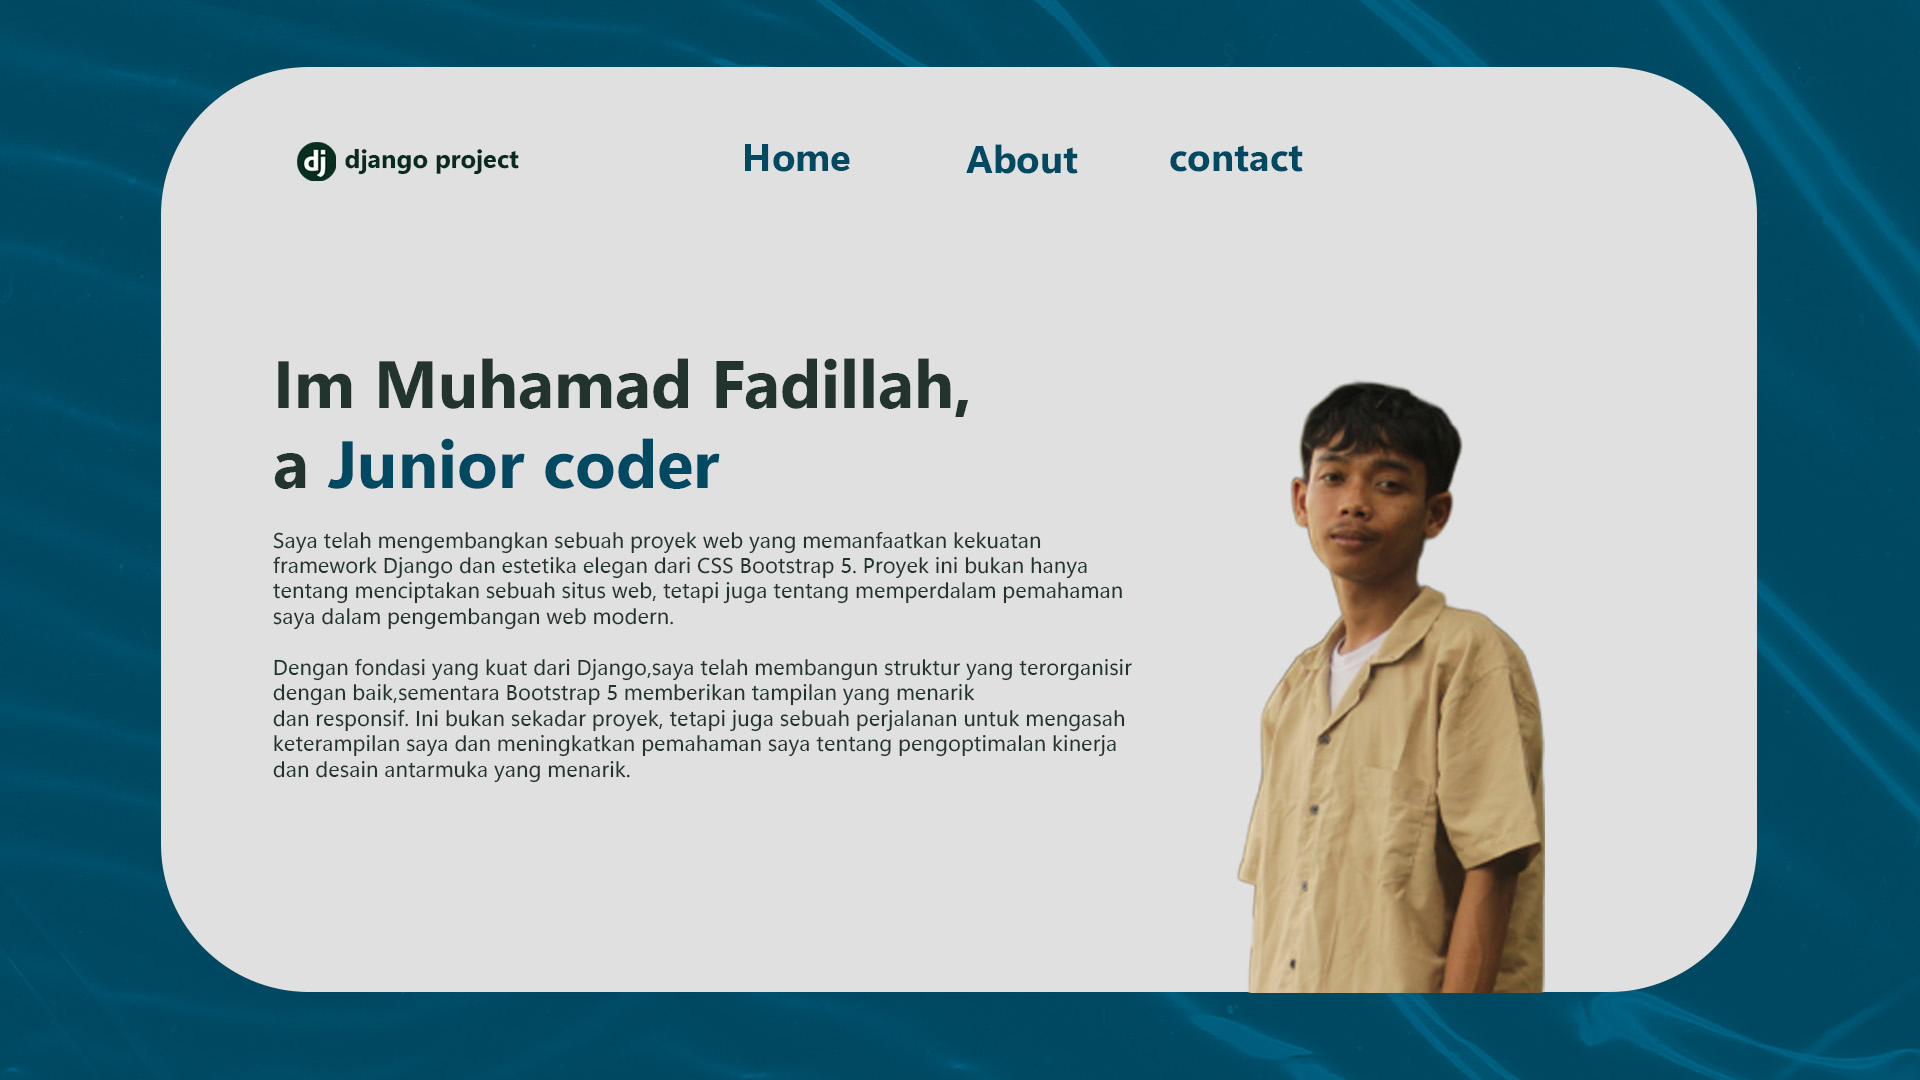 dj django project
Home About contact
Im Muhamad Fadillah,
a Junior coder
Saya telah mengembangkan sebuah proyek web yang memanfaatkan kekuatan
framework Django dan estetika elegan dari CSS Bootstrap 5. Proyek ini bukan hanya
tentang menciptakan sebuah situs web, tetapi juga tentang memperdalam pemahaman
saya dalam pengembangan web modern.
Dengan fondasi yang kuat dari Django,saya telah membangun struktur yang terorganisir
dengan baik,sementara Bootstrap 5 memberikan tampilan yang menarik
dan responsif. Ini bukan sekadar proyek, tetapi juga sebuah perjalanan untuk mengasah
keterampilan saya dan meningkatkan pemahaman saya tentang pengoptimalan kinerja
dan desain antarmuka yang menarik.